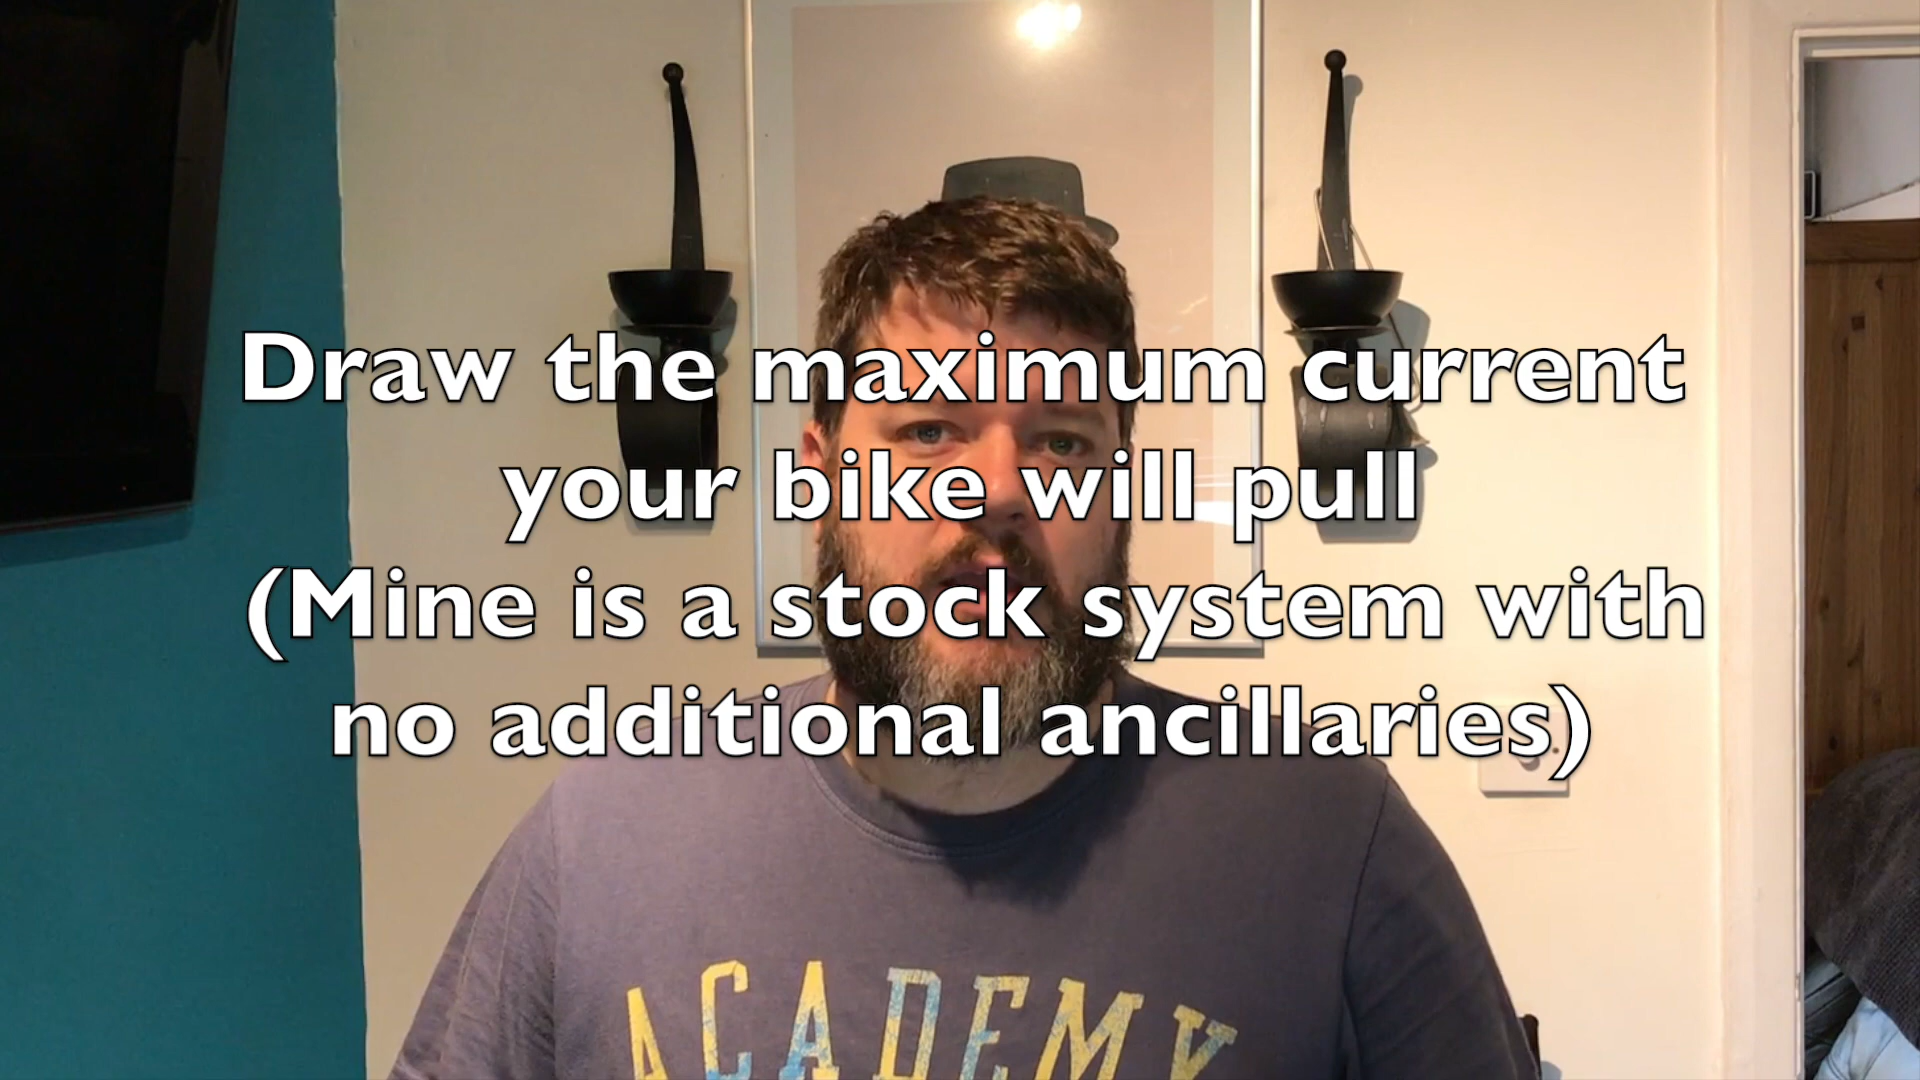 Draw the maximum current
your bike will pull
(Mine is a stock system with
no additional ancillaries)
ACADEMY